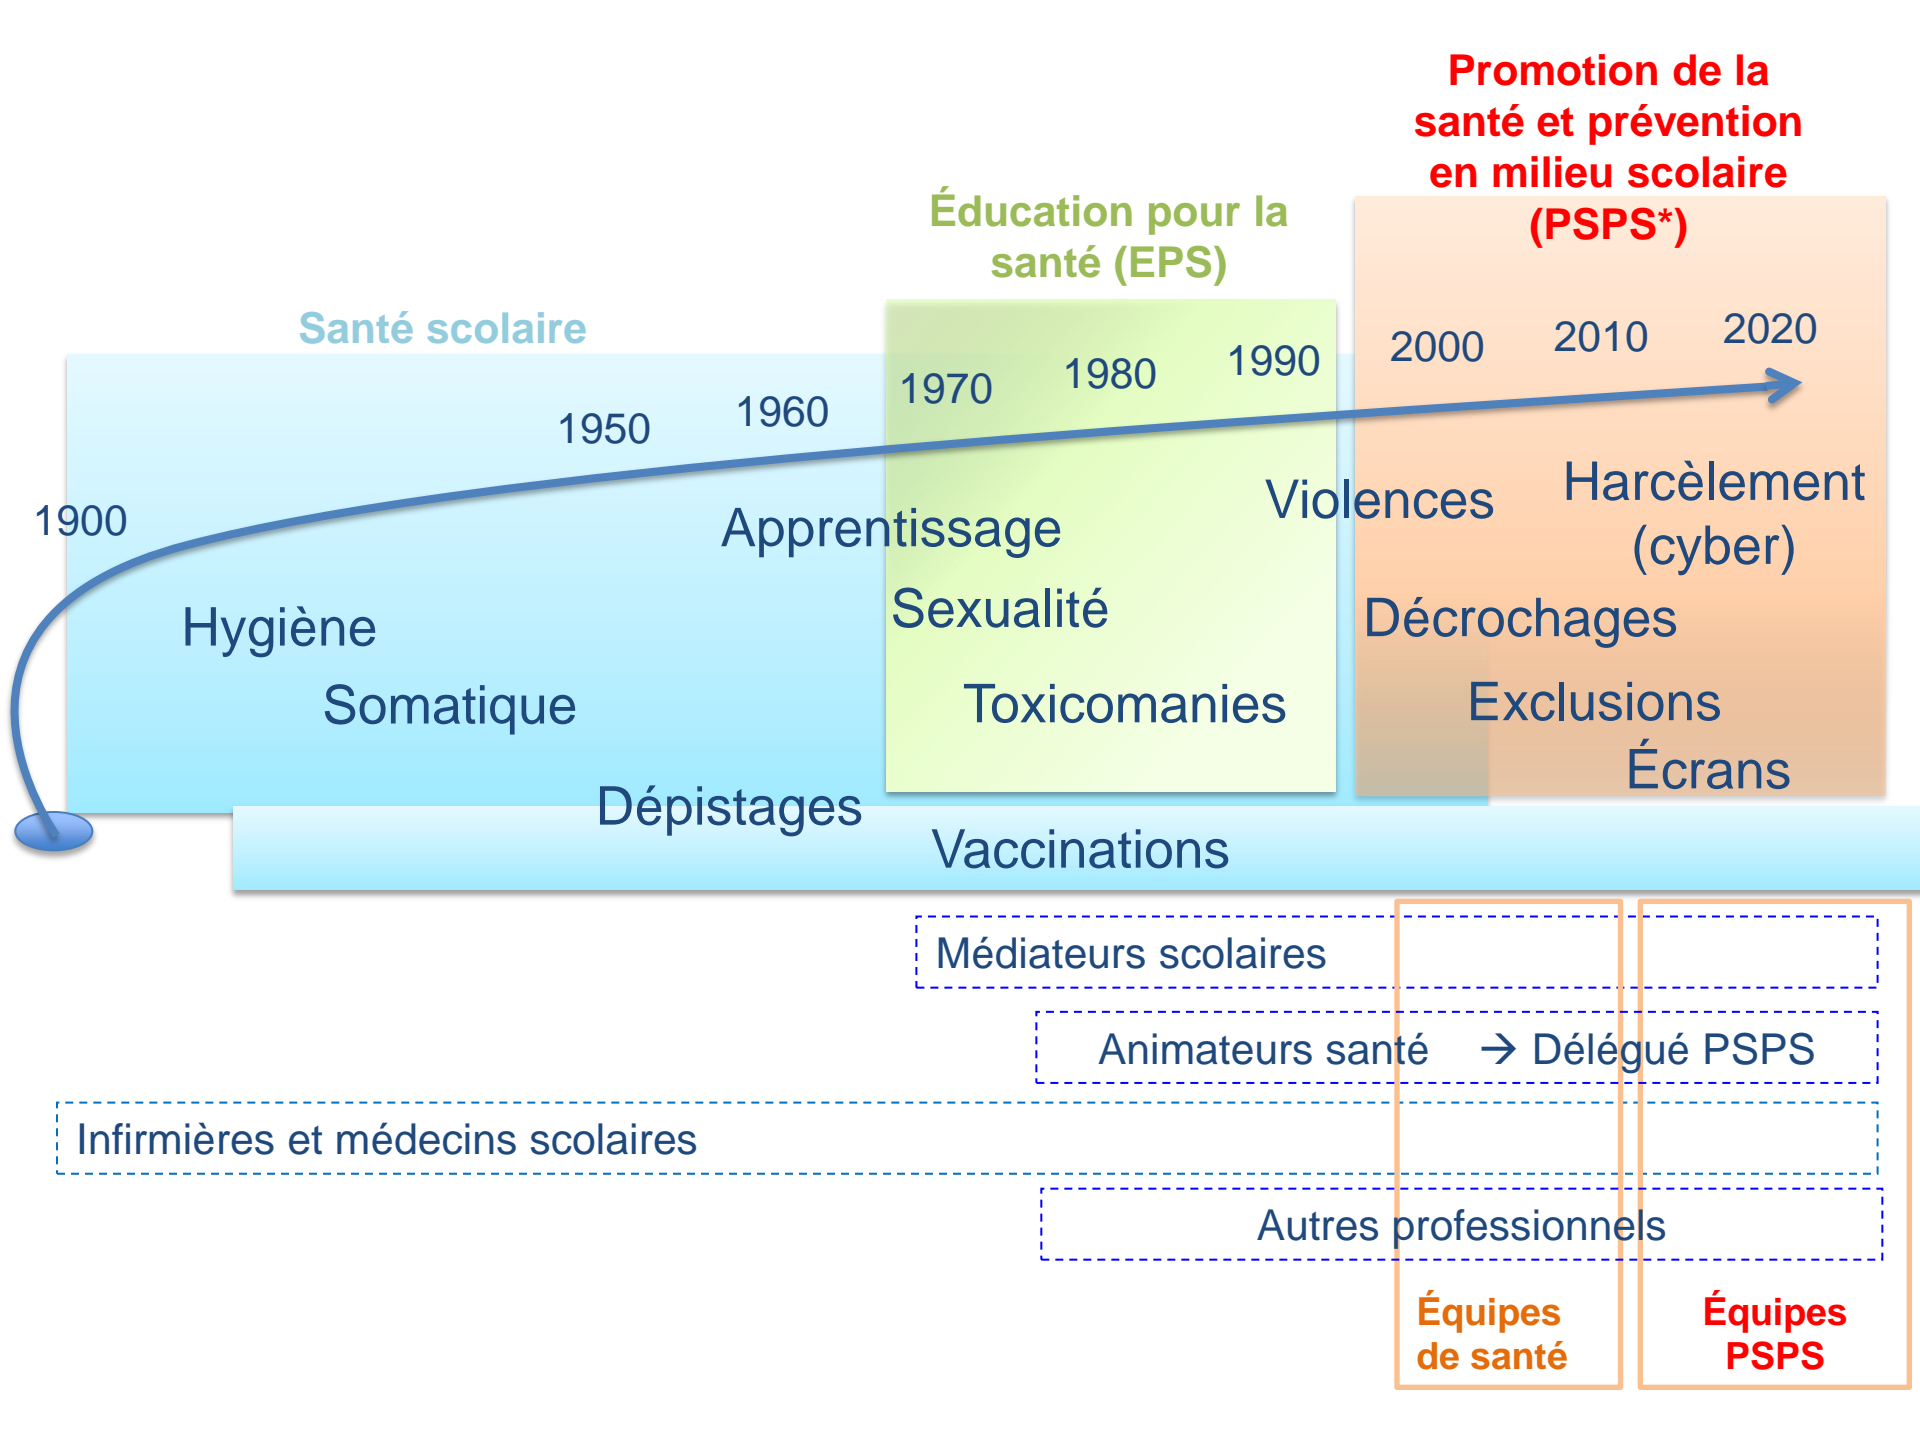 Promotion de la
santé et prévention
en milieu scolaire
(PSPS*)
Éducation pour la
santé (EPS)
Santé scolaire
1900
1950
1960
1970
1980
1990
2000
2010
2020
Violences
Harcèlement
(cyber)
Apprentissage
Sexualité
Décrochages
Hygiène
Somatique
Toxicomanies
Exclusions
Écrans
Dépistages
Vaccinations
Médiateurs scolaires
Animateurs santé → Délégué PSPS
Infirmières et médecins scolaires
Autres professionnels
Équipes
de santé
Équipes
PSPS